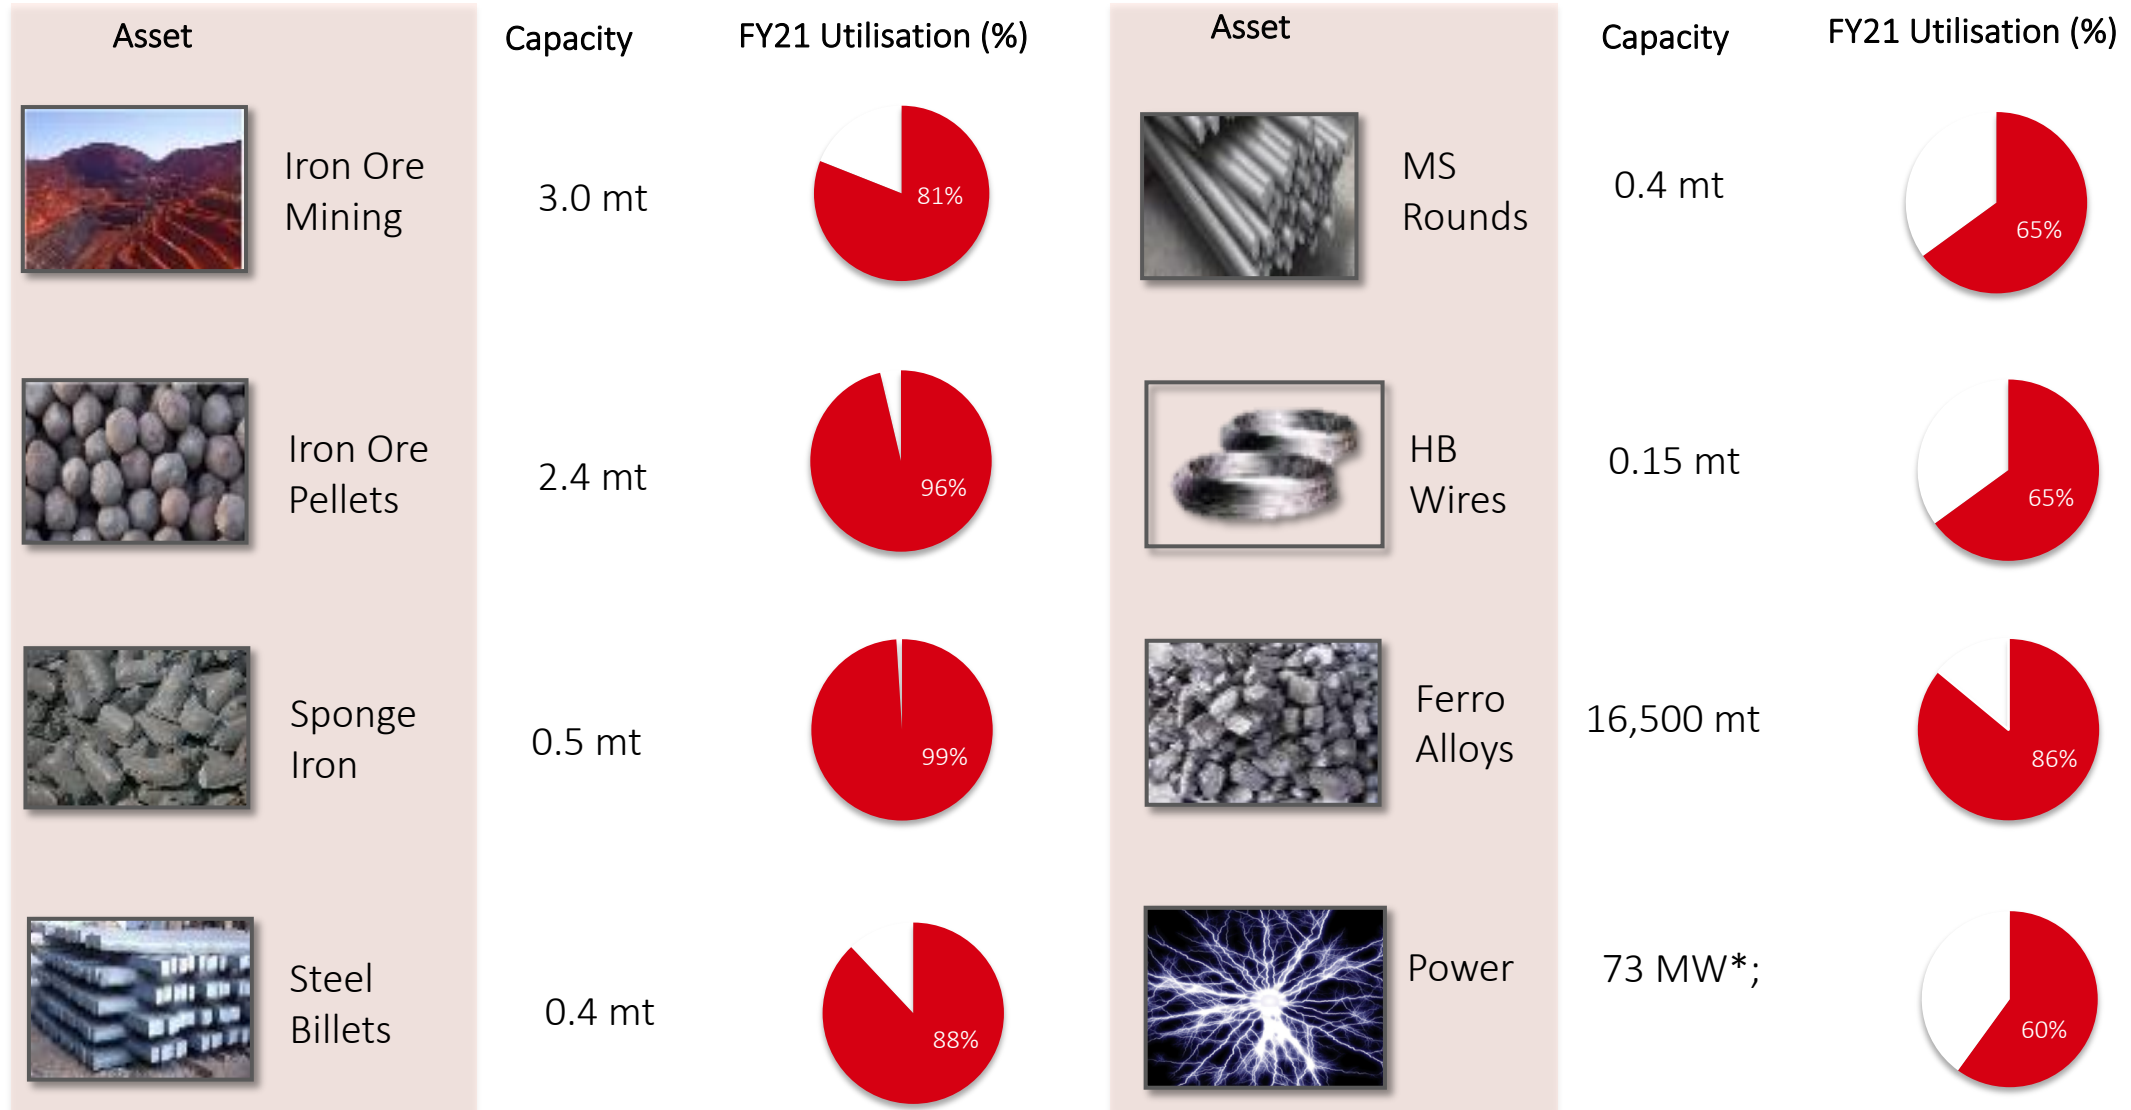 Asset
Capacity
FY21 Utilisation (%)
Iron Ore
Mining
3.0 mt
81%
Iron Ore
Pellets
2.4 mt
96%
Sponge
Iron
0.5 mt
99%
Steel
Billets
0.4 mt
88%
Asset
Capacity
FY21 Utilisation (%)
MS
Rounds
0.4 mt
65%
HB
Wires
0.15 mt
65%
Ferro
Alloys
16,500 mt
86%
Power
73 MW*;
60%